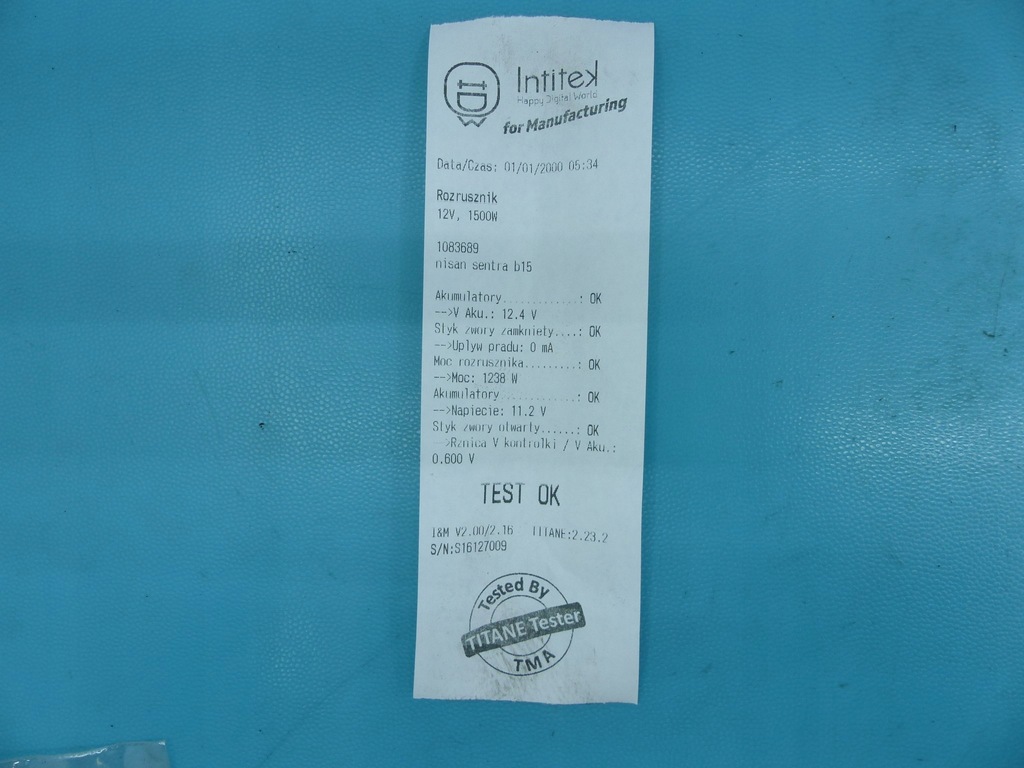 Intitek
Happy Digital World
for Manufacturing
Data/Czas: 01/01/2000 05:34
Rozrusznik
12V, 1500W
1083689
nisan sentra b15
Akumulatory............: OK
-->V Aku.: 12.4 V
Styk zwory zamkniety....: OK
-->Uplyw pradu: 0 mA
Moc rozrusznika.........: OK
-->Moc: 1238 W
Akumulatory............: OK
-->Napiecie: 11.2 V
Styk zwory otwarty......: OK
-->Rznica V kontrolki / V Aku.:
0.600 V
TEST OK
I&M V2.00/2.16 TITANE:2.23.2
S/N:S16127009
Tested By
TITANE Tester
TMA